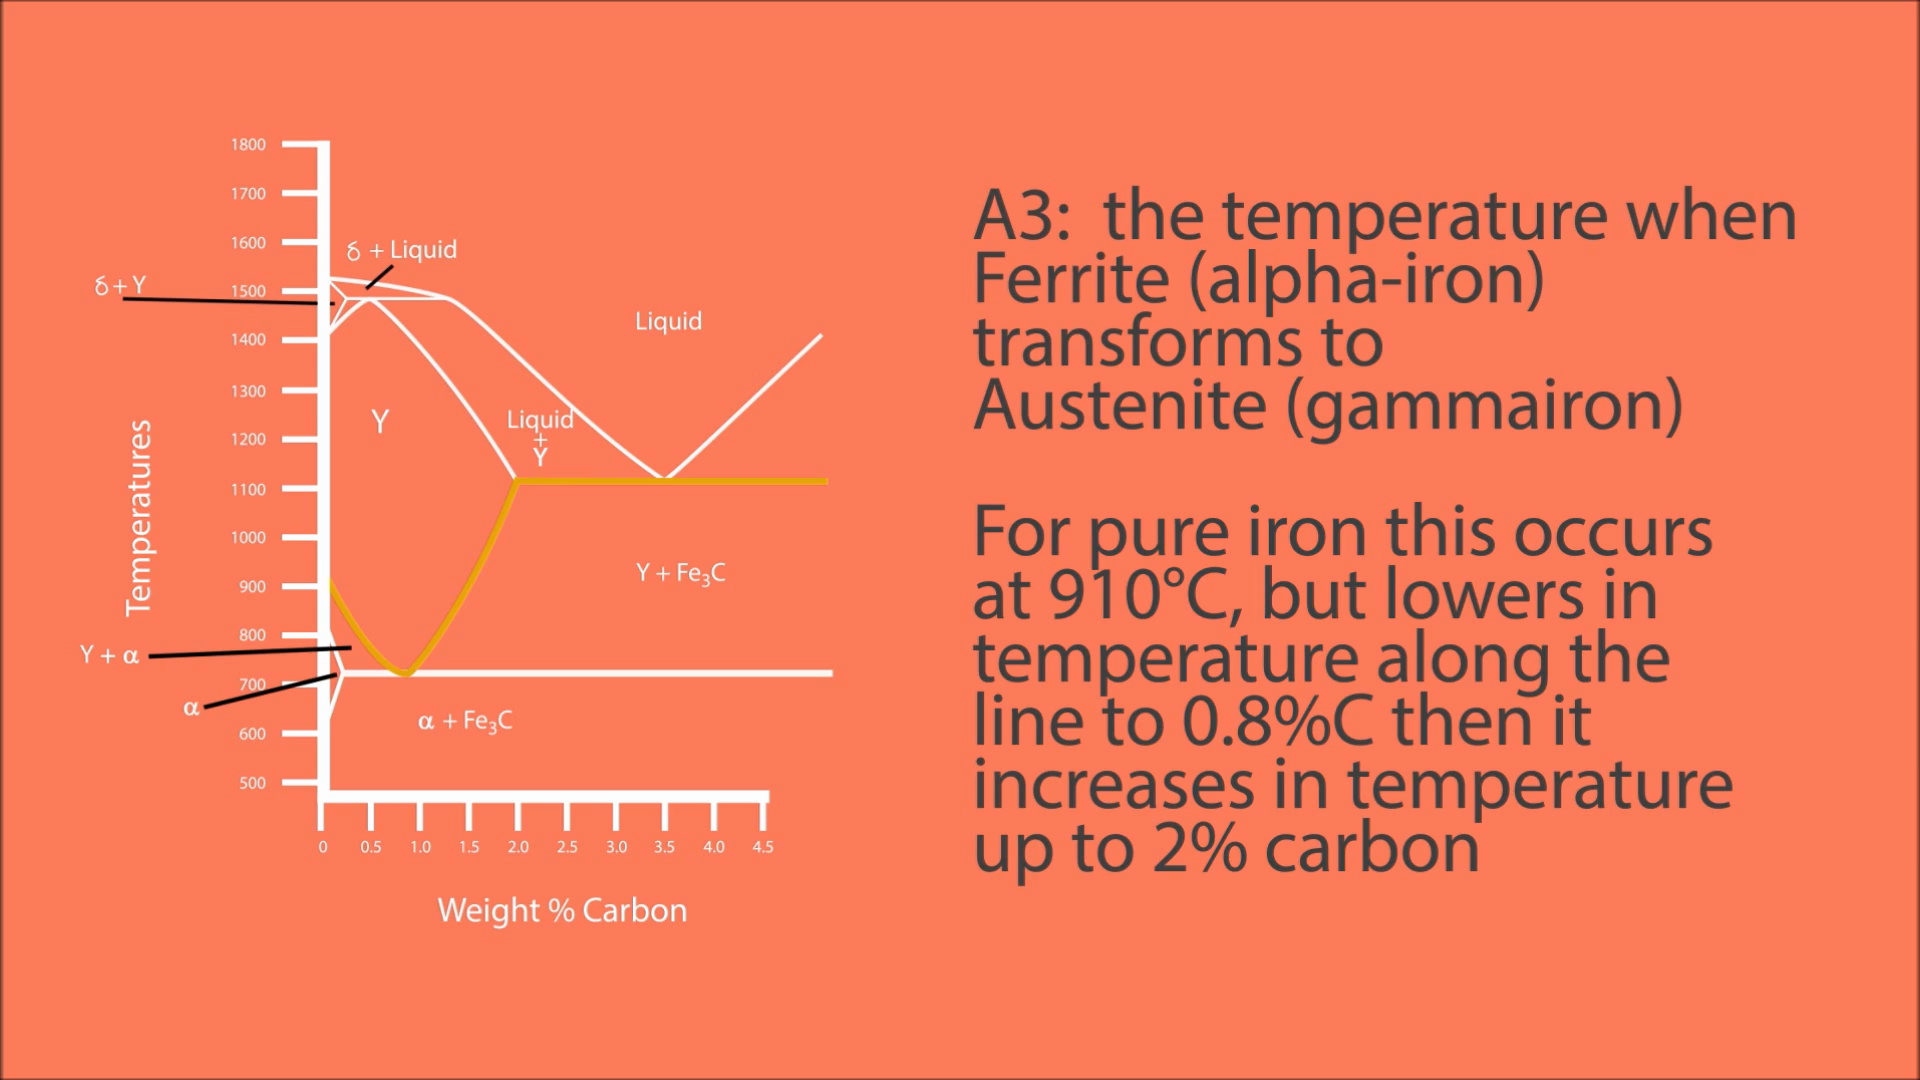 1800
1700
1600
δ + Liquid
δ + Y
1500
Liquid
1400
1300
Y
Liquid
+
Y
1200
1100
Temperatures
1000
Y + Fe₃C
900
800
Y + α
700
α
α + Fe₃C
600
500
0 0.5 1.0 1.5 2.0 2.5 3.0 3.5 4.0 4.5
Weight % Carbon
A3:  the temperature when
Ferrite (alpha-iron)
transforms to
Austenite (gammairon)
For pure iron this occurs
at 910°C, but lowers in
temperature along the
line to 0.8%C then it
increases in temperature
up to 2% carbon